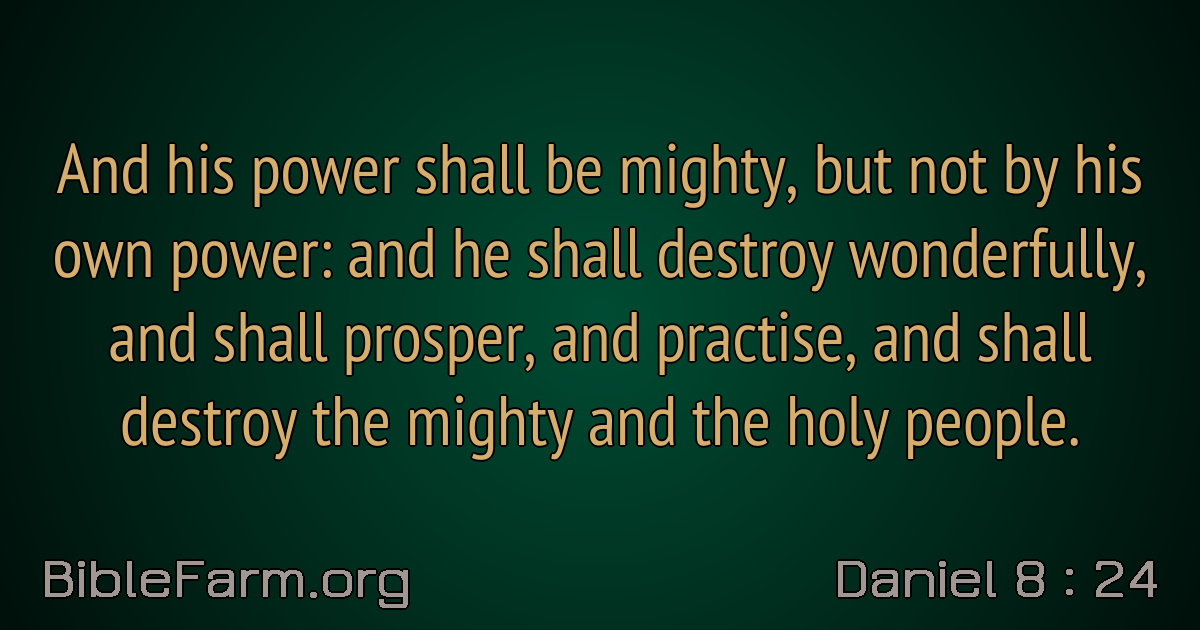 And his power shall be mighty, but not by his
own power: and he shall destroy wonderfully,
and shall prosper, and practise, and shall
destroy the mighty and the holy people.
BibleFarm.org
Daniel 8 : 24